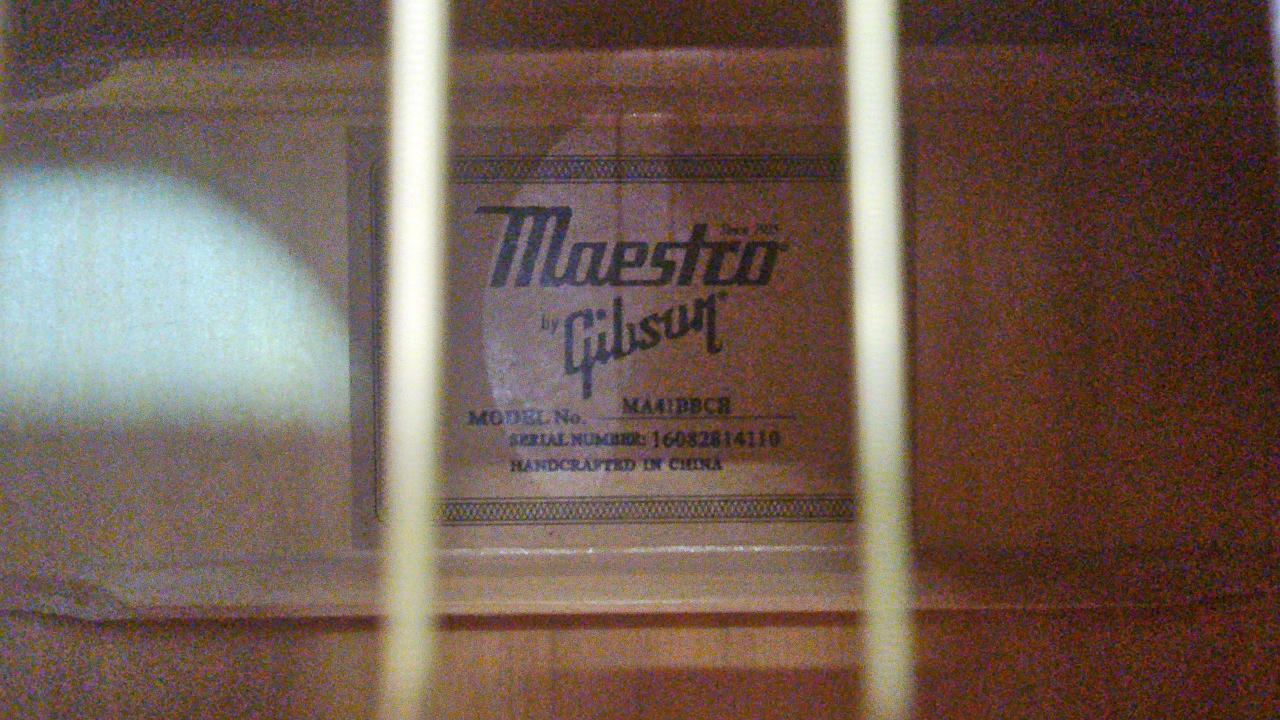 Maestro
by Gibson
MODEL No. MA41BBCH
SERIAL NUMBER: 16082814110
HANDCRAFTED IN CHINA